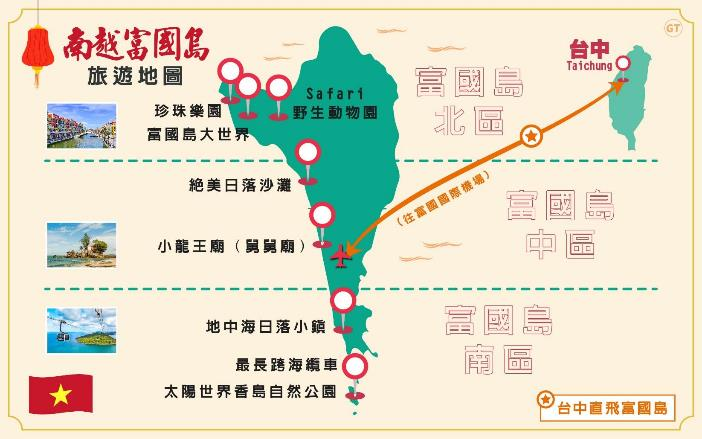 南越富國島
旅遊地圖
GT
台中
Taichung
富國島
北區
Safari
野生動物園
珍珠樂園
富國島大世界
絕美日落沙灘
(往富國國際機場)
富國島
中區
小龍王廟(舅舅廟)
地中海日落小鎮
富國島
南區
最長跨海纜車
太陽世界香島自然公園
台中直飛富國島